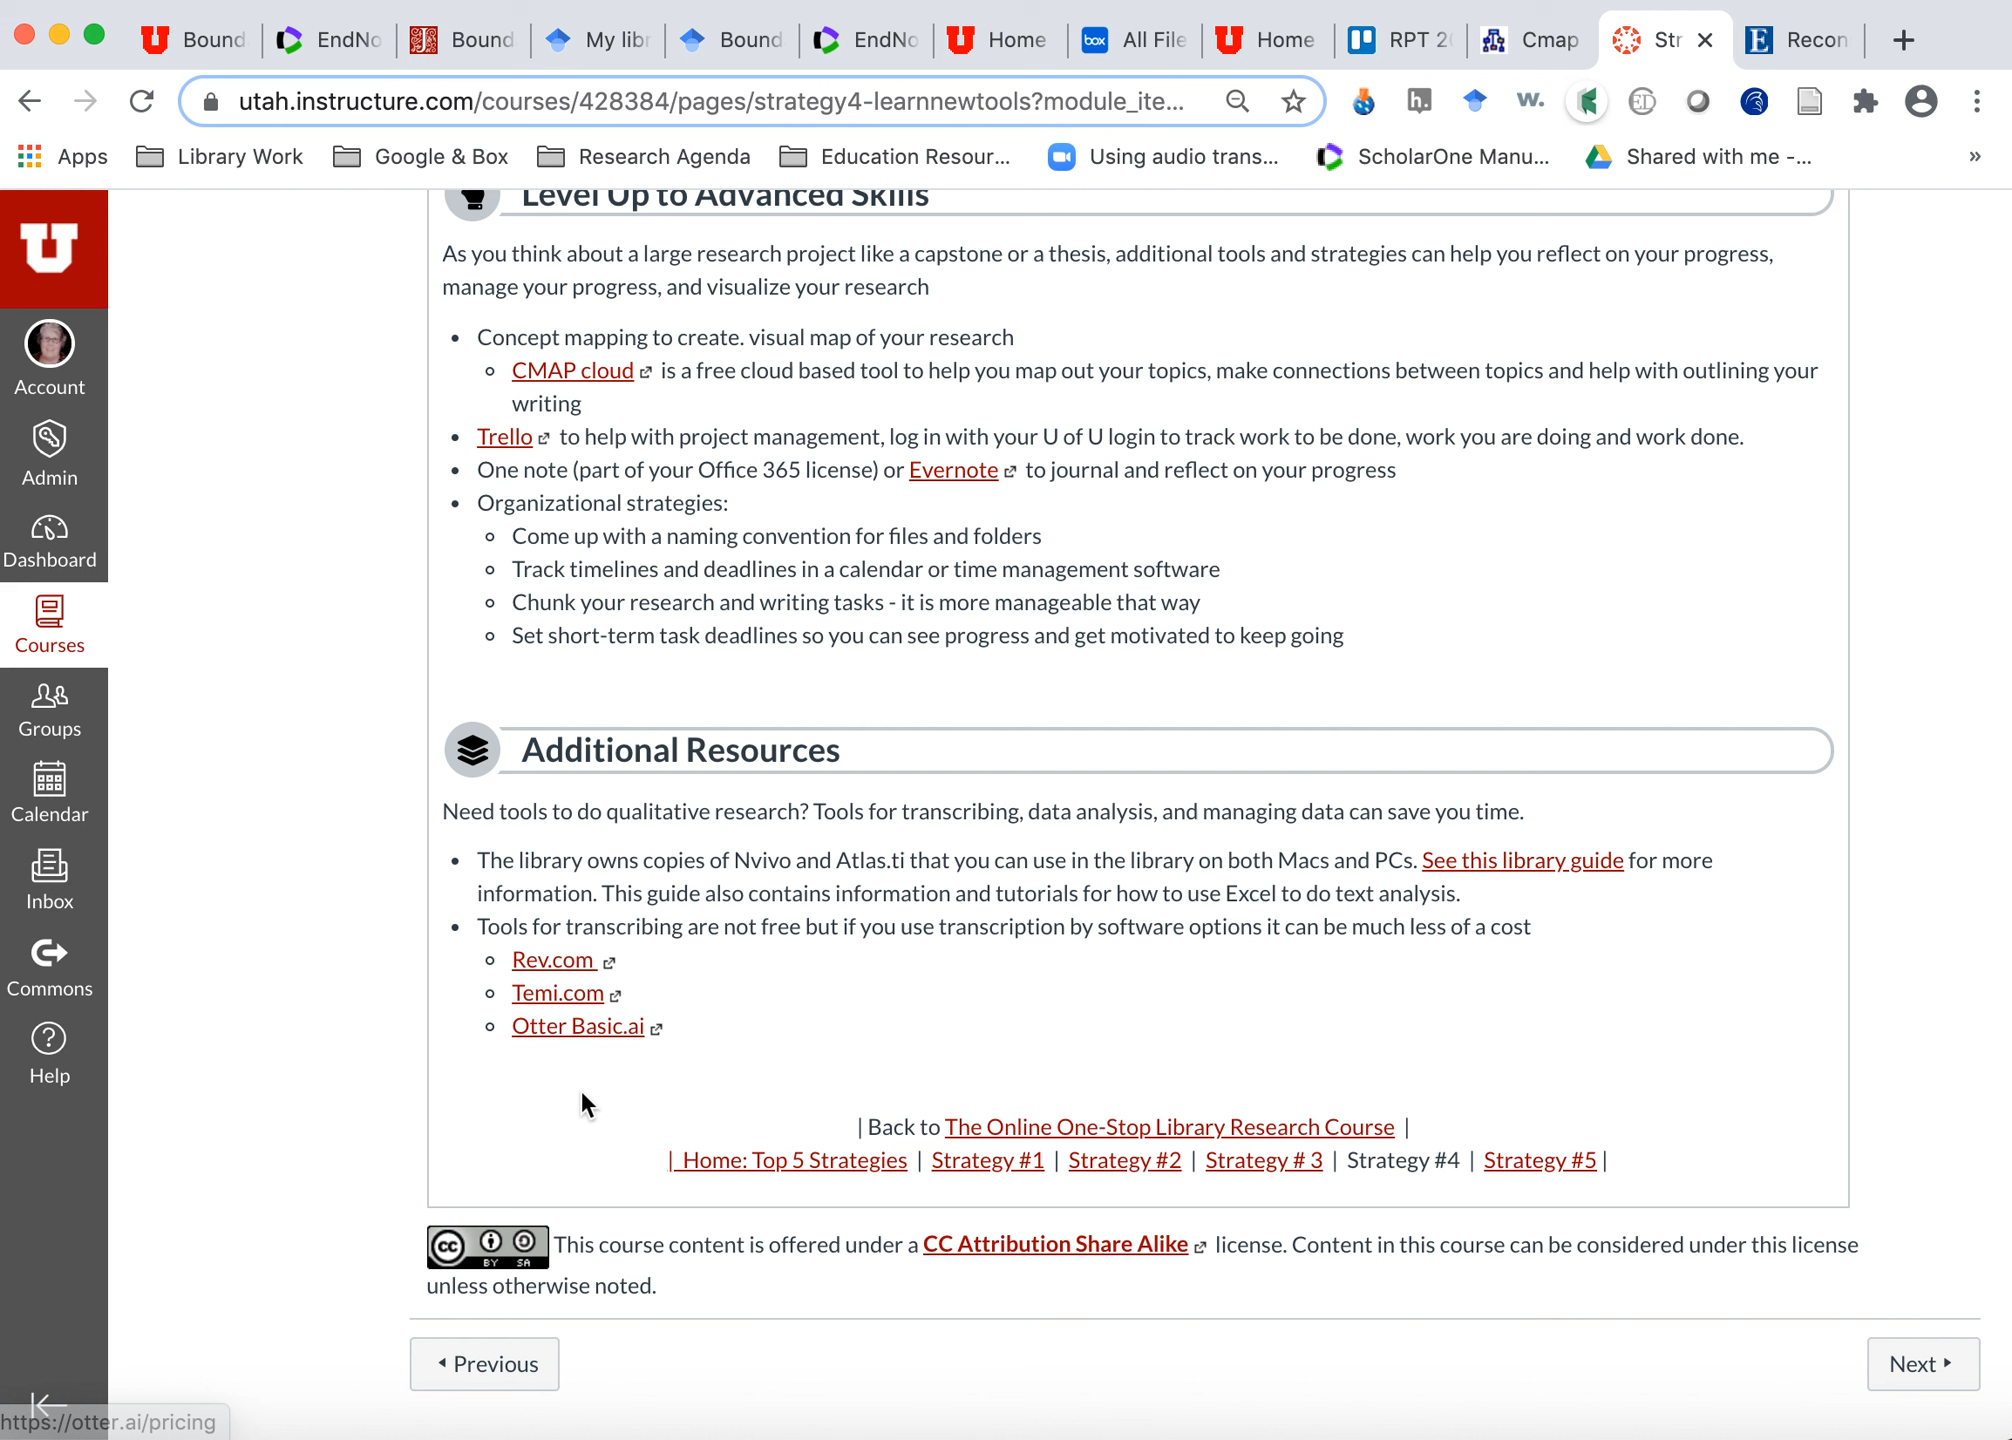 Bound
EndNo
Bound
My libr
Bound
EndNo
Home
box
All File
Home
RPT 20
Cmap
Str
Recon
utah.instructure.com/courses/428384/pages/strategy4-learnnewtools?module_ite...
Apps
Library Work
Google & Box
Research Agenda
Education Resour...
Using audio trans...
ScholarOne Manu...
Shared with me -...
»
Account
Admin
Dashboard
Courses
Groups
Calendar
Inbox
Commons
Help
Level Up to Advanced Skills
As you think about a large research project like a capstone or a thesis, additional tools and strategies can help you reflect on your progress,
manage your progress, and visualize your research
• Concept mapping to create. visual map of your research
CMAP cloud is a free cloud based tool to help you map out your topics, make connections between topics and help with outlining your
writing
• Trello to help with project management, log in with your U of U login to track work to be done, work you are doing and work done.
• One note (part of your Office 365 license) or Evernote to journal and reflect on your progress
• Organizational strategies:
Come up with a naming convention for files and folders
Track timelines and deadlines in a calendar or time management software
Chunk your research and writing tasks - it is more manageable that way
Set short-term task deadlines so you can see progress and get motivated to keep going
Additional Resources
Need tools to do qualitative research? Tools for transcribing, data analysis, and managing data can save you time.
• The library owns copies of Nvivo and Atlas.ti that you can use in the library on both Macs and PCs. See this library guide for more
information. This guide also contains information and tutorials for how to use Excel to do text analysis.
• Tools for transcribing are not free but if you use transcription by software options it can be much less of a cost
Rev.com
Temi.com
Otter Basic.ai
| Back to The Online One-Stop Library Research Course |
| Home: Top 5 Strategies | Strategy #1 | Strategy #2 | Strategy # 3 | Strategy #4 | Strategy #5 |
cc BY SA This course content is offered under a CC Attribution Share Alike license. Content in this course can be considered under this license
unless otherwise noted.
Previous
Next
https://otter.ai/pricing